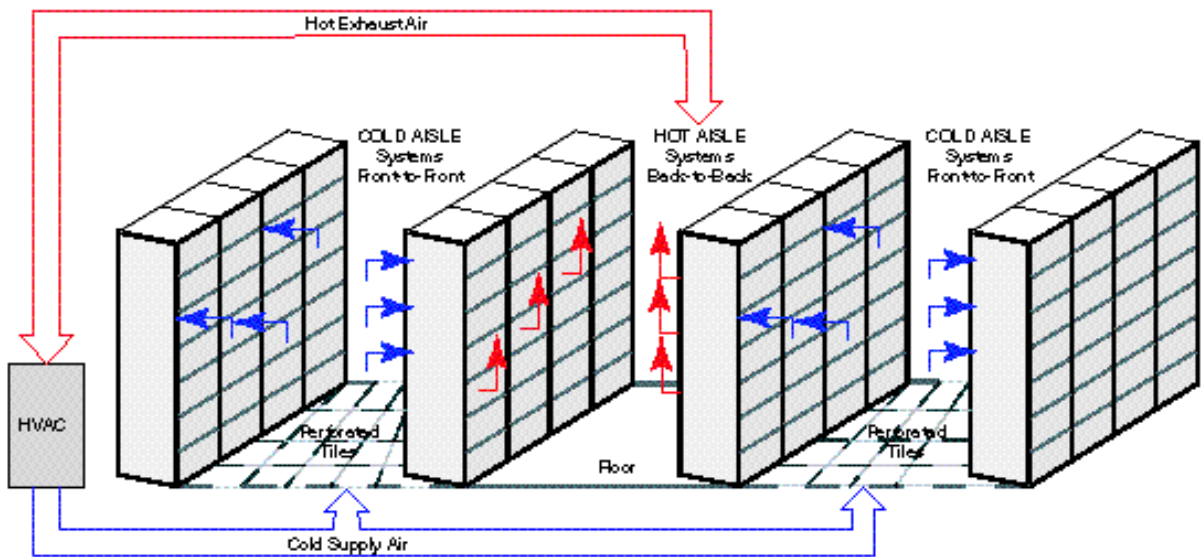 Hot Exhaust Air
COLD AISLE
Systems
Front-to-Front
HOT AISLE
Systems
Back-to-Back
COLD AISLE
Systems
Front-to-Front
HVAC
Perforated
Tiles
Floor
Perforated
Tiles
Cold Supply Air